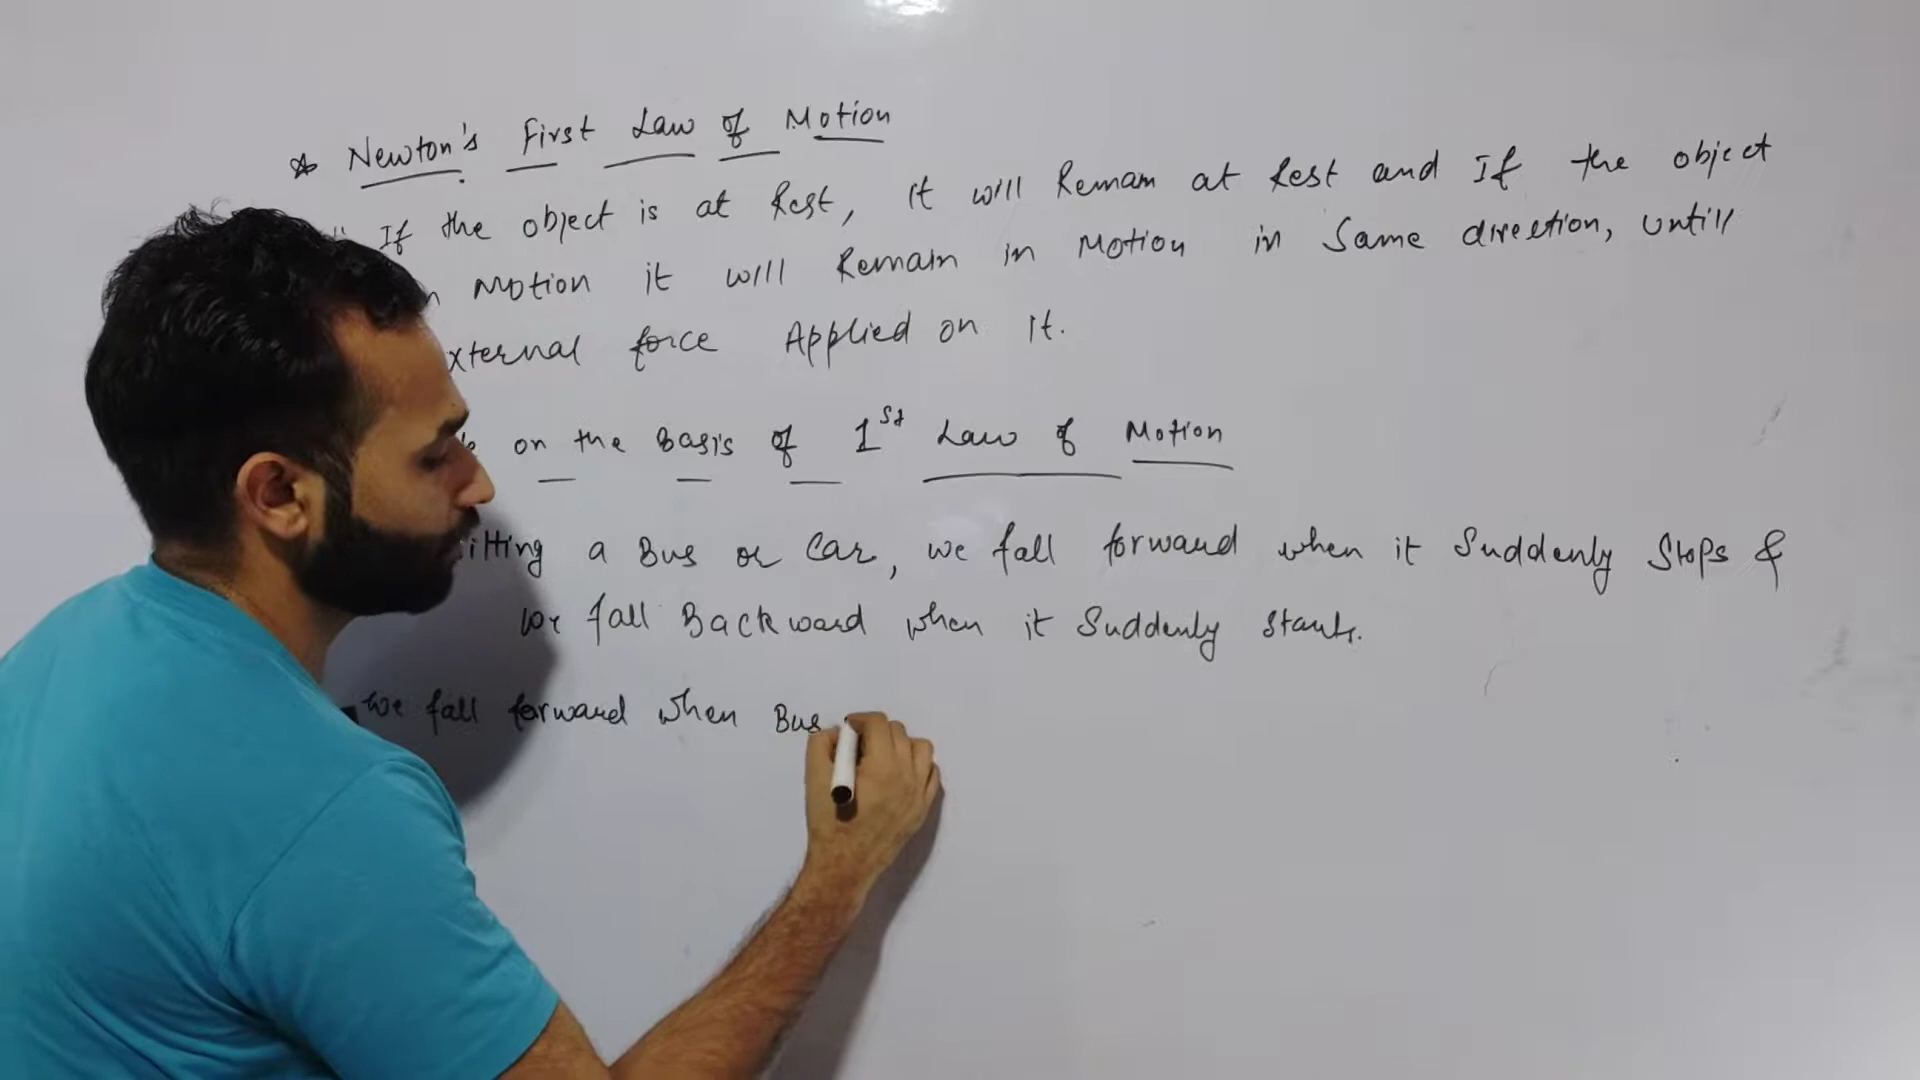 Newton's First Law of Motion
" If the object is at Rest, it will Remain at Rest and If the object
Motion it will Remain in Motion in Same direction, untill
xternal force Applied on it.
on the Basis of 1st Law of Motion
itting a Bus or Car, we fall forward when it Suddenly Stops &
we fall Backward when it Suddenly starts.
we fall forward when Bus